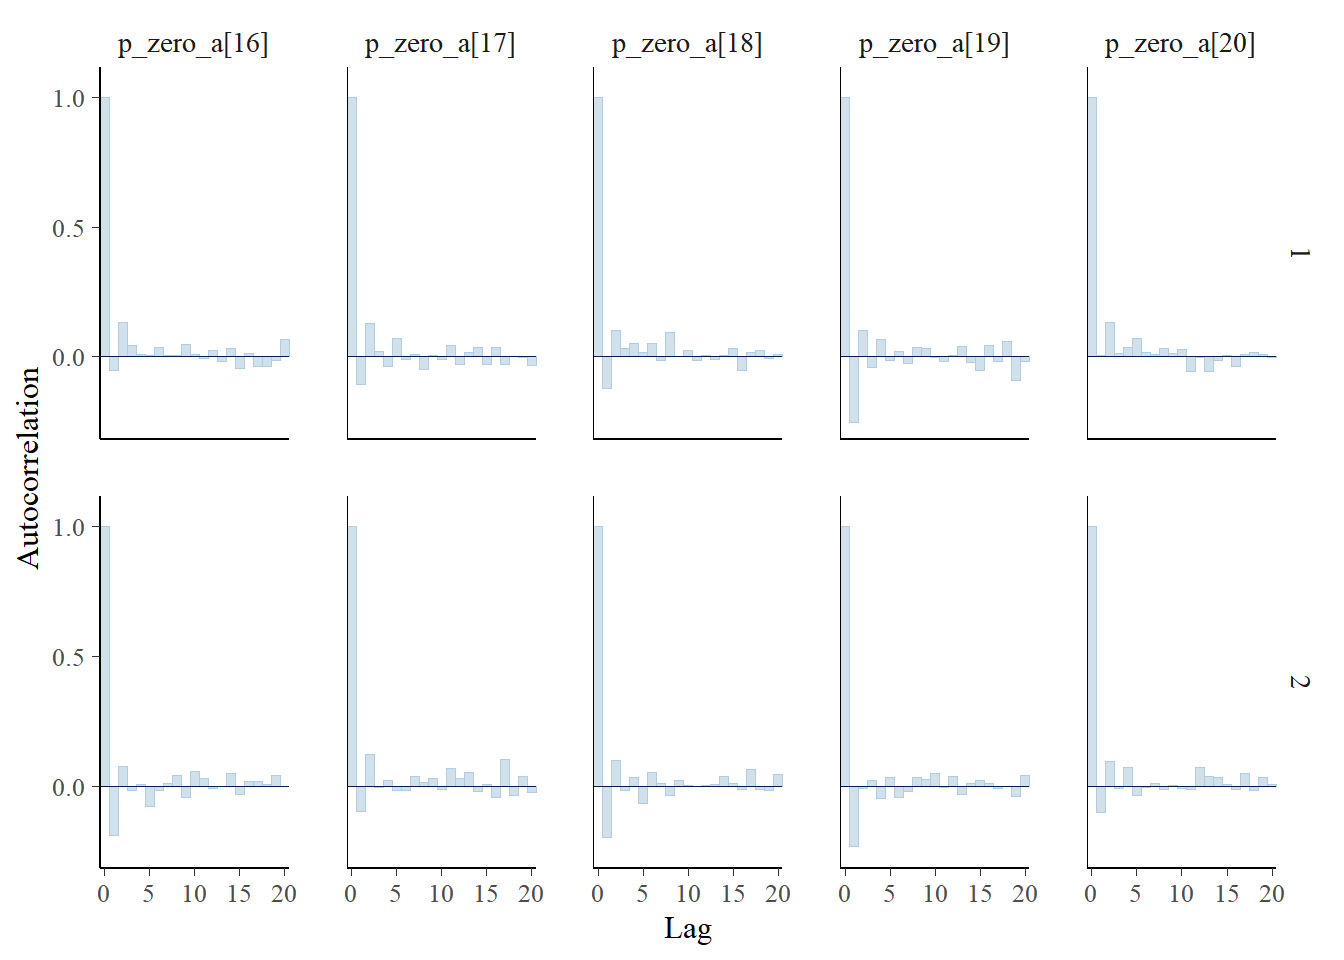 p_zero_a[16] p_zero_a[17] p_zero_a[18] p_zero_a[19] p_zero_a[20]
1.0
0.5
0.0
1
Autocorrelation
1.0
0.5
0.0
2
0 5 10 15 20 0 5 10 15 20 0 5 10 15 20 0 5 10 15 20 0 5 10 15 20
Lag